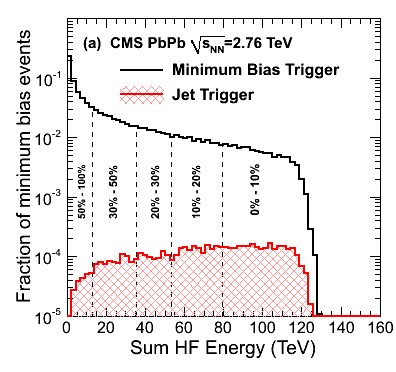 (a) CMS PbPb √sNN=2.76 TeV
Minimum Bias Trigger
Jet Trigger
Fraction of minimum bias events
10-1
10-2
10-3
10-4
10-5
50% - 100%
30% - 50%
20% - 30%
10% - 20%
0% - 10%
0 20 40 60 80 100 120 140 160
Sum HF Energy (TeV)